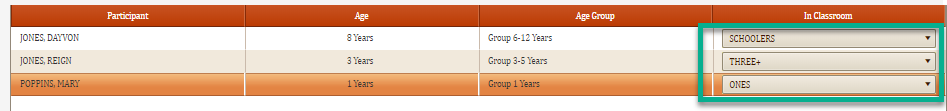 Participant Age Age Group In Classroom
JONES, DAYVON 8 Years Group 6-12 Years SCHOOLERS
JONES, REIGN 3 Years Group 3-5 Years THREE+
POPPINS, MARY 1 Years Group 1 Years ONES